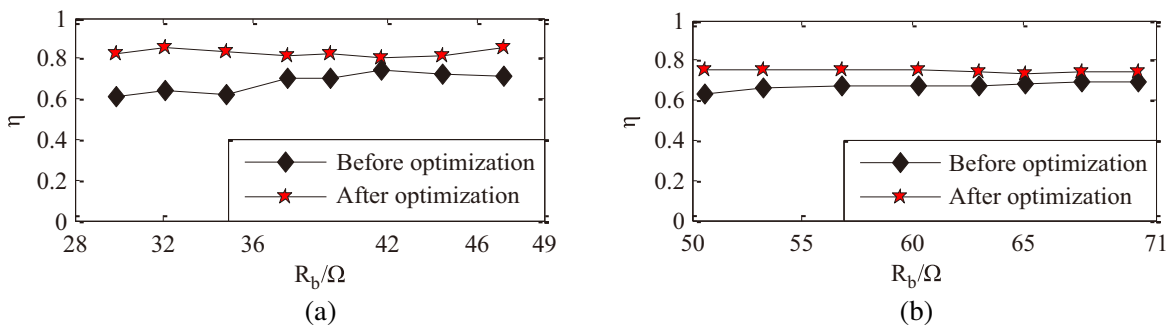 1
0.8
0.6
0.4
0.2
0
η
Before optimization
After optimization
28 32 36 42 46 49
R_b/Ω
(a)
1
0.8
0.6
0.4
0.2
0
η
Before optimization
After optimization
50 55 60 65 71
R_b/Ω
(b)